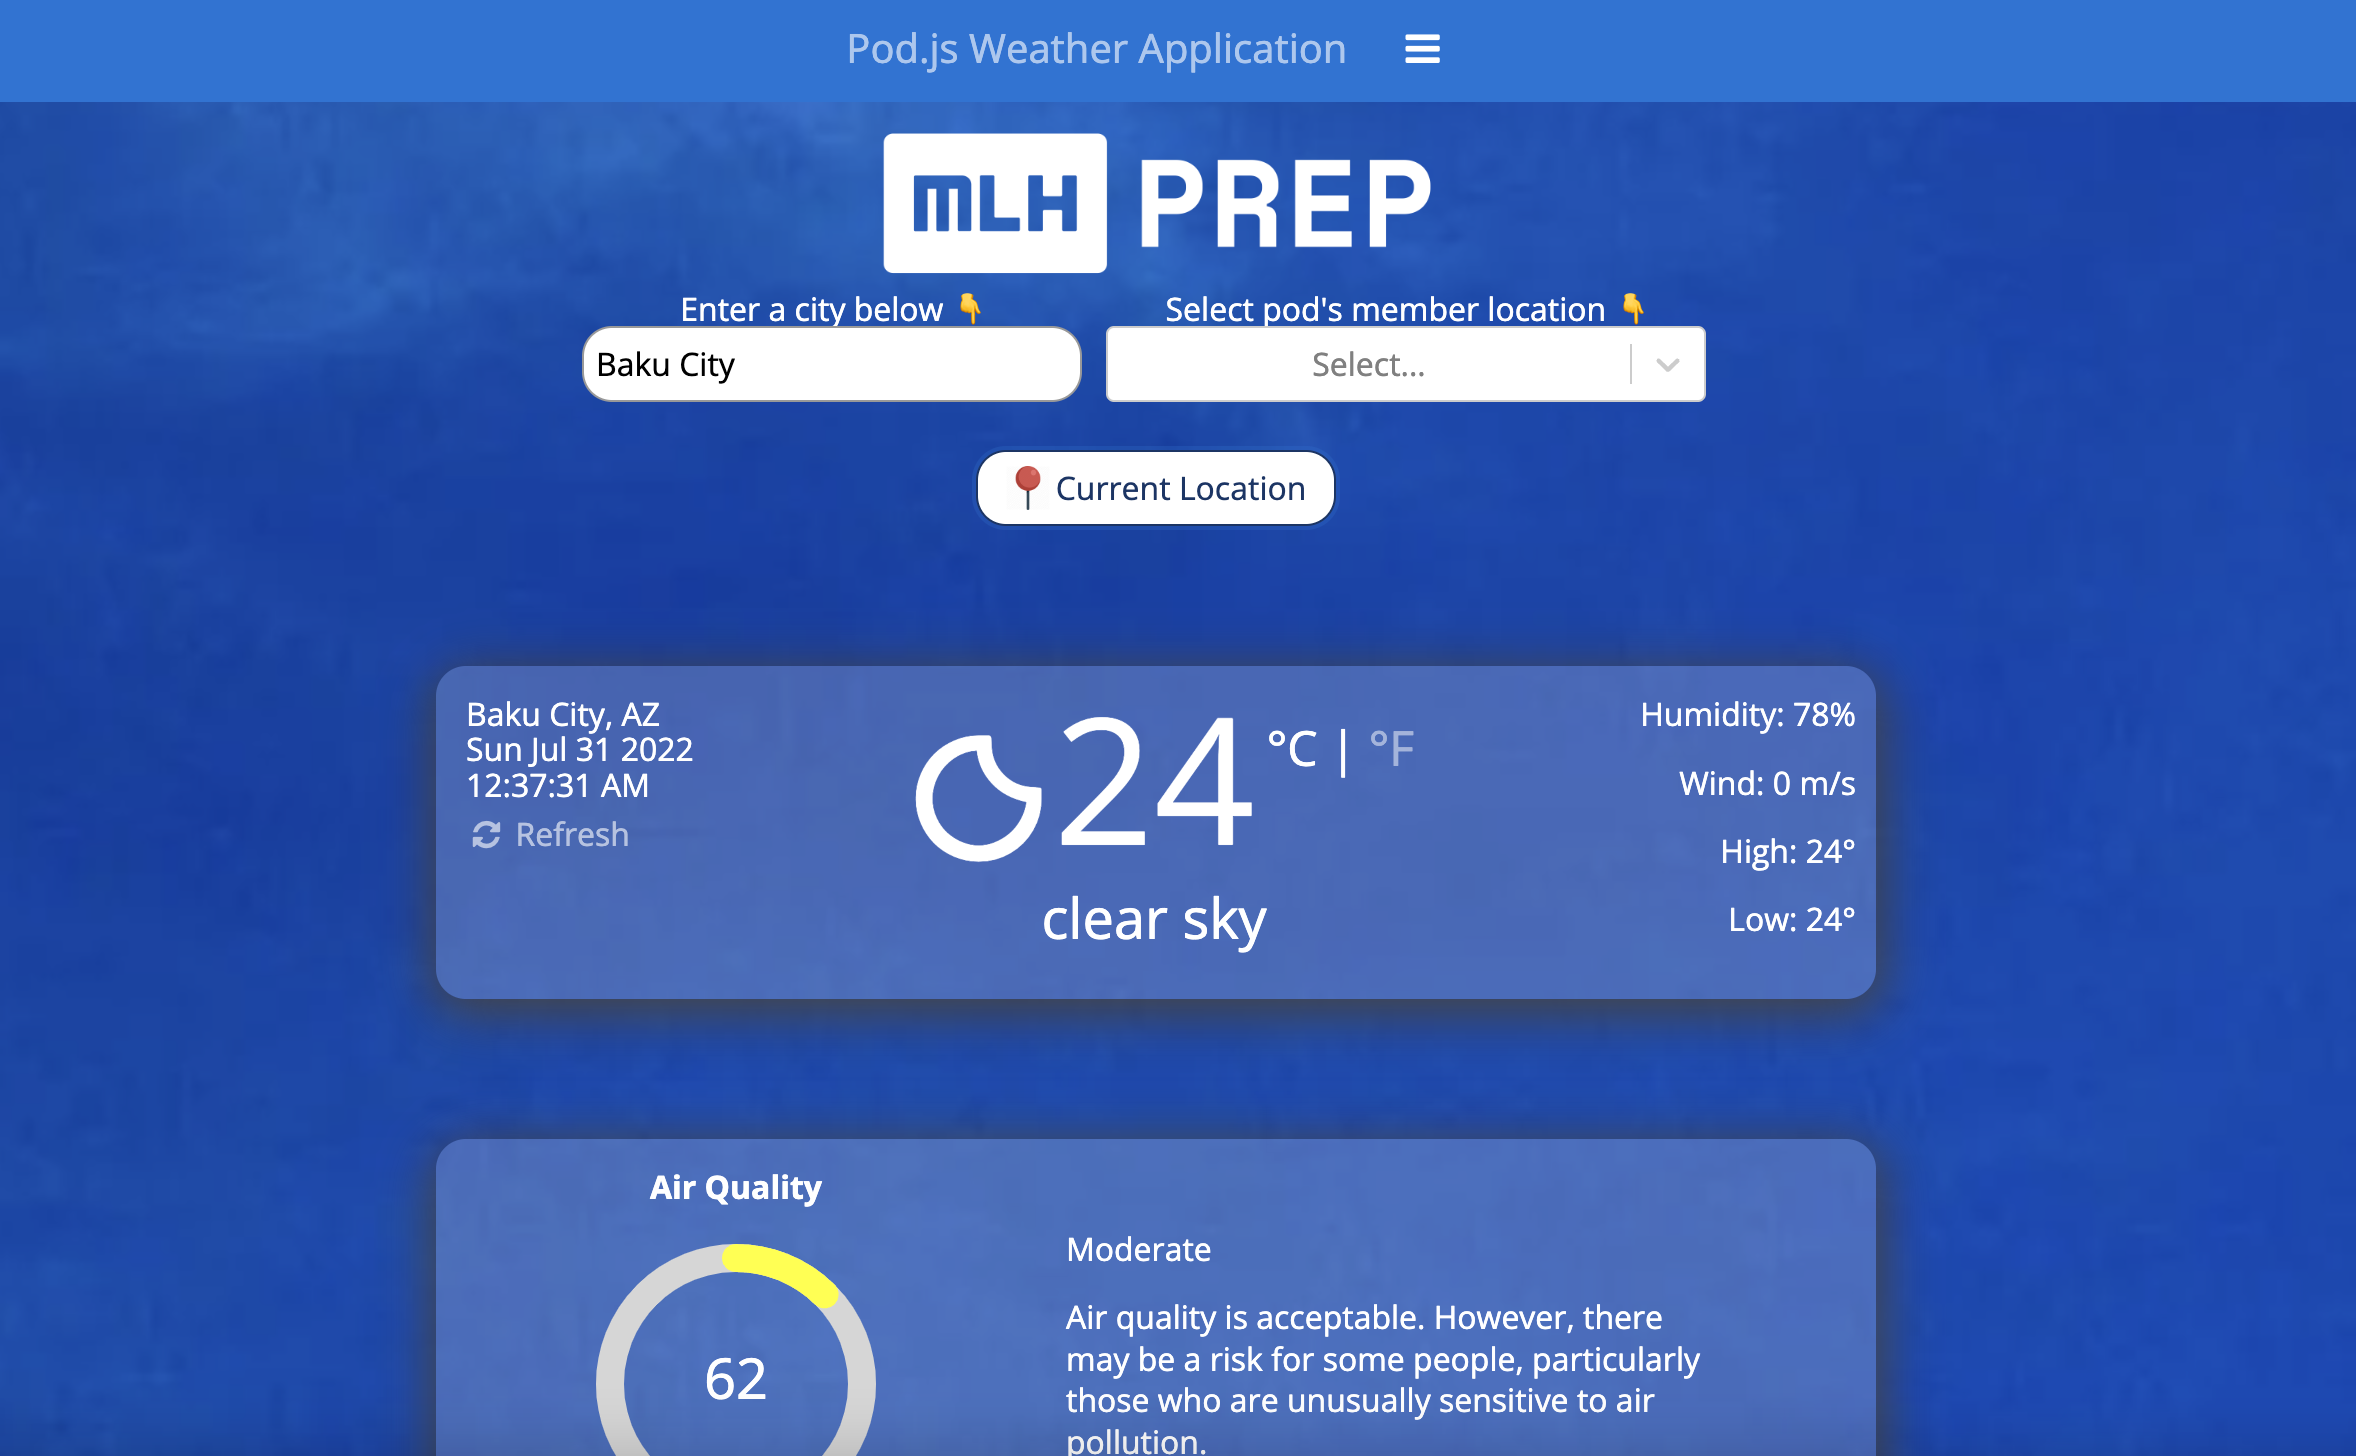 Pod.js Weather Application
MLH PREP
Enter a city below 👇
Select pod's member location 👇
Baku City
Select...
📍 Current Location
Baku City, AZ
Sun Jul 31 2022
12:37:31 AM
Refresh
24 °C | °F
clear sky
Humidity: 78%
Wind: 0 m/s
High: 24°
Low: 24°
Air Quality
62
Moderate
Air quality is acceptable. However, there
may be a risk for some people, particularly
those who are unusually sensitive to air
pollution.